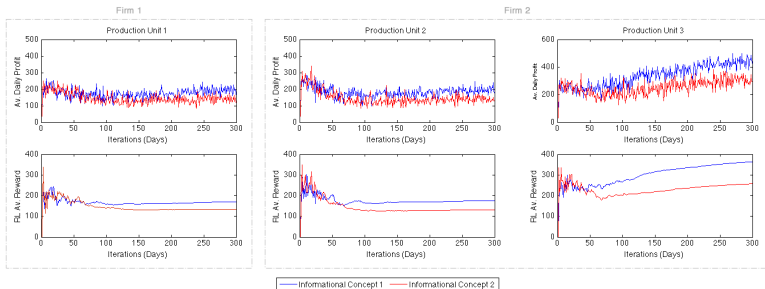 Firm 1
Firm 2
Production Unit 1
Production Unit 2
Production Unit 3
Av. Daily Profit
500
400
300
200
100
0
0 50 100 150 200 250 300
Iterations (Days)
Av. Daily Profit
500
400
300
200
100
0
0 50 100 150 200 250 300
Iterations (Days)
Av. Daily Profit
600
400
200
0 50 100 150 200 250 300
Iterations (Days)
RL Av. Reward
400
300
200
100
0
0 50 100 150 200 250 300
Iterations (Days)
RL Av. Reward
400
300
200
100
0
0 50 100 150 200 250 300
Iterations (Days)
RL Av. Reward
400
300
200
100
0
0 50 100 150 200 250 300
Iterations (Days)
Informational Concept 1 Informational Concept 2